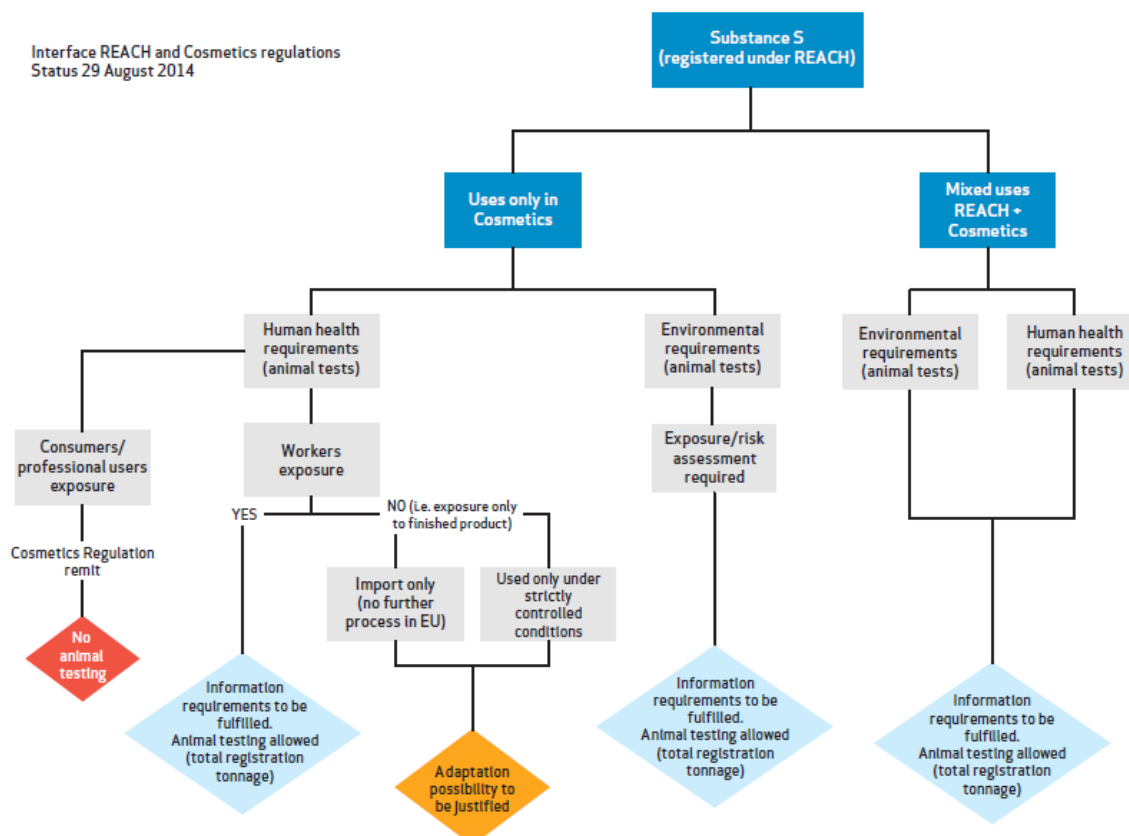 Interface REACH and Cosmetics regulations
Status 29 August 2014
Substance S
(registered under REACH)
Uses only in
Cosmetics
Mixed uses
REACH +
Cosmetics
Human health
requirements
(animal tests)
Environmental
requirements
(animal tests)
Environmental
requirements
(animal tests)
Human health
requirements
(animal tests)
Consumers/
professional users
exposure
Workers
exposure
Exposure/risk
assessment
required
YES
NO (i.e. exposure only
to finished product)
Cosmetics Regulation
remit
Import only
(no further
process in EU)
Used only under
strictly
controlled
conditions
No
animal
testing
Information
requirements to be
fulfilled.
Animal testing allowed
(total registration
tonnage)
Adaptation
possibility to
be justified
Information
requirements to be
fulfilled.
Animal testing allowed
(total registration
tonnage)
Information
requirements to be
fulfilled.
Animal testing allowed
(total registration
tonnage)